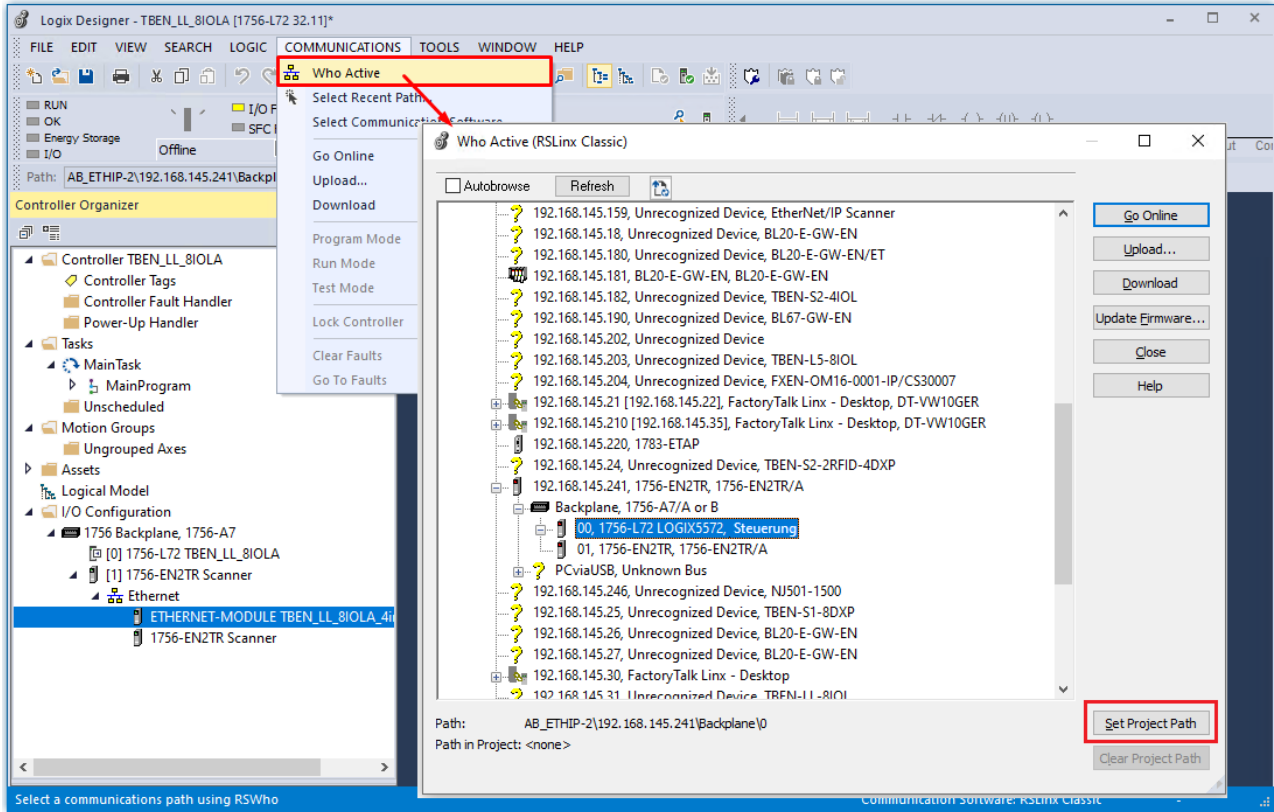 Logix Designer - TBEN_LL_8IOLA [1756-L72 32.11]*
FILE EDIT VIEW SEARCH LOGIC COMMUNICATIONS TOOLS WINDOW HELP
Who Active
Select Recent Path...
Select Communication Software
Go Online
Upload...
Download
Program Mode
Run Mode
Test Mode
Lock Controller
Clear Faults
Go To Faults
RUN
OK
Energy Storage
I/O
Offline
I/O F
SFC
Path: AB_ETHIP-2\192.168.145.241\Backpl
Controller Organizer
Controller TBEN_LL_8IOLA
Controller Tags
Controller Fault Handler
Power-Up Handler
Tasks
MainTask
MainProgram
Unscheduled
Motion Groups
Ungrouped Axes
Assets
Logical Model
I/O Configuration
1756 Backplane, 1756-A7
[0] 1756-L72 TBEN_LL_8IOLA
[1] 1756-EN2TR Scanner
Ethernet
ETHERNET-MODULE TBEN_LL_8IOLA_4i
1756-EN2TR Scanner
Who Active (RSLinx Classic)
Autobrowse Refresh
192.168.145.159, Unrecognized Device, EtherNet/IP Scanner
192.168.145.18, Unrecognized Device, BL20-E-GW-EN
192.168.145.180, Unrecognized Device, BL20-E-GW-EN/ET
192.168.145.181, BL20-E-GW-EN, BL20-E-GW-EN
192.168.145.182, Unrecognized Device, TBEN-S2-4IOL
192.168.145.190, Unrecognized Device, BL67-GW-EN
192.168.145.202, Unrecognized Device
192.168.145.203, Unrecognized Device, TBEN-L5-8IOL
192.168.145.204, Unrecognized Device, FXEN-OM16-0001-IP/CS30007
192.168.145.21 [192.168.145.22], FactoryTalk Linx - Desktop, DT-VW10GER
192.168.145.210 [192.168.145.35], FactoryTalk Linx - Desktop, DT-VW10GER
192.168.145.220, 1783-ETAP
192.168.145.24, Unrecognized Device, TBEN-S2-2RFID-4DXP
192.168.145.241, 1756-EN2TR, 1756-EN2TR/A
Backplane, 1756-A7/A or B
00, 1756-L72 LOGIX5572, Steuerung
01, 1756-EN2TR, 1756-EN2TR/A
PCviaUSB, Unknown Bus
192.168.145.246, Unrecognized Device, NJ501-1500
192.168.145.25, Unrecognized Device, TBEN-S1-8DXP
192.168.145.26, Unrecognized Device, BL20-E-GW-EN
192.168.145.27, Unrecognized Device, BL20-E-GW-EN
192.168.145.30, FactoryTalk Linx - Desktop
192.168.145.31, Unrecognized Device, TBEN-LL-8IOL
Go Online
Upload...
Download
Update Firmware...
Close
Help
Path: AB_ETHIP-2\192.168.145.241\Backplane\0
Path in Project: <none>
Set Project Path
Clear Project Path
ut Co
Select a communications path using RSWho
Communication Software: RSLinx Classic